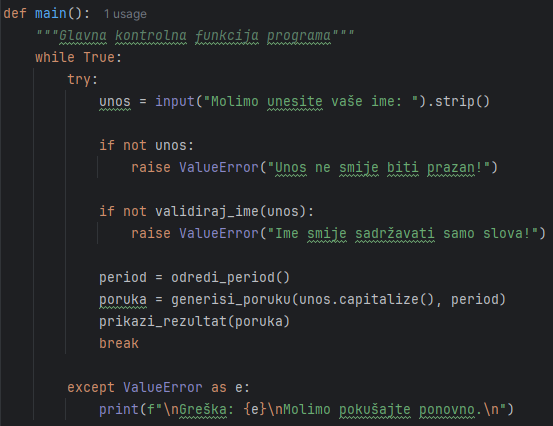 def main():  1 usage
    """Glavna kontrolna funkcija programa"""
    while True:
        try:
            unos = input("Molimo unesite vaše ime: ").strip()
            if not unos:
                raise ValueError("Unos ne smije biti prazan!")
            if not validiraj_ime(unos):
                raise ValueError("Ime smije sadržavati samo slova!")
            period = odredi_period()
            poruka = generisi_poruku(unos.capitalize(), period)
            prikazi_rezultat(poruka)
            break
        except ValueError as e:
            print(f"\nGreška: {e}\nMolimo pokušajte ponovno.\n")